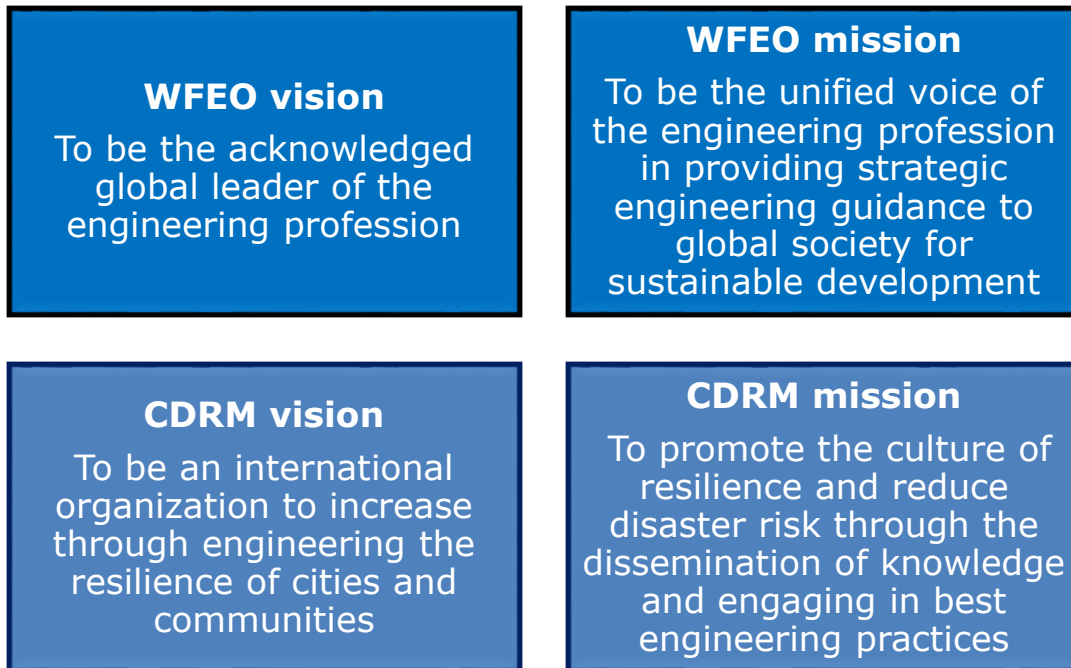 WFEO vision
To be the acknowledged
global leader of the
engineering profession
WFEO mission
To be the unified voice of
the engineering profession
in providing strategic
engineering guidance to
global society for
sustainable development
CDRM vision
To be an international
organization to increase
through engineering the
resilience of cities and
communities
CDRM mission
To promote the culture of
resilience and reduce
disaster risk through the
dissemination of knowledge
and engaging in best
engineering practices